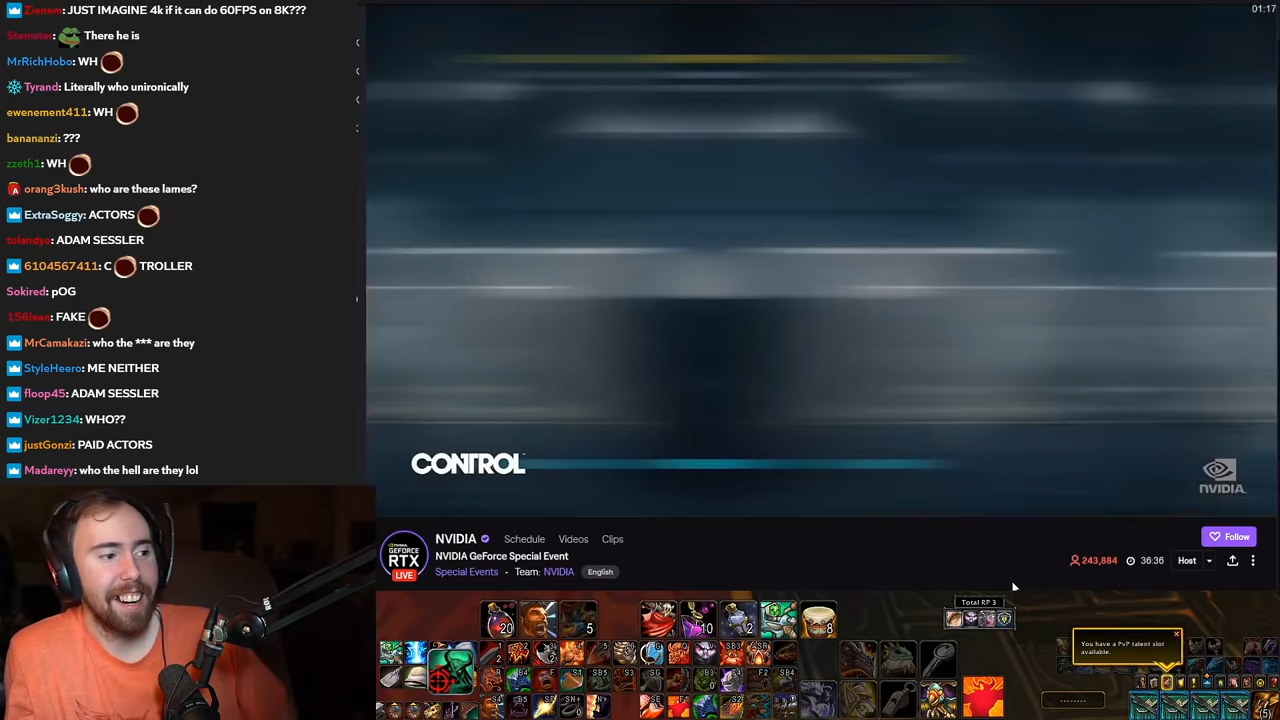 Zienem: JUST IMAGINE 4k if it can do 60FPS on 8K???
Stemster: There he is
MrRichHobo: WH
Tyrand: Literally who unironically
ewenement411: WH
banananzi: ???
zzeth1: WH
orang3kush: who are these lames?
ExtraSoggy: ACTORS
tolandyo: ADAM SESSLER
6104567411: C TROLLER
Sokired: pOG
156lean: FAKE
MrCamakazi: who the *** are they
StyleHeero: ME NEITHER
floop45: ADAM SESSLER
Vizer1234: WHO??
justGonzi: PAID ACTORS
Madareyy: who the hell are they lol
01:17
CONTROL
NVIDIA.
GEFORCE
RTX
LIVE
NVIDIA Schedule Videos Clips
Follow
NVIDIA GeForce Special Event
Special Events · Team: NVIDIA English
243,884 36:36 Host
Total RP 3
You have a PvP talent slot
available.
20 5 10 2 8